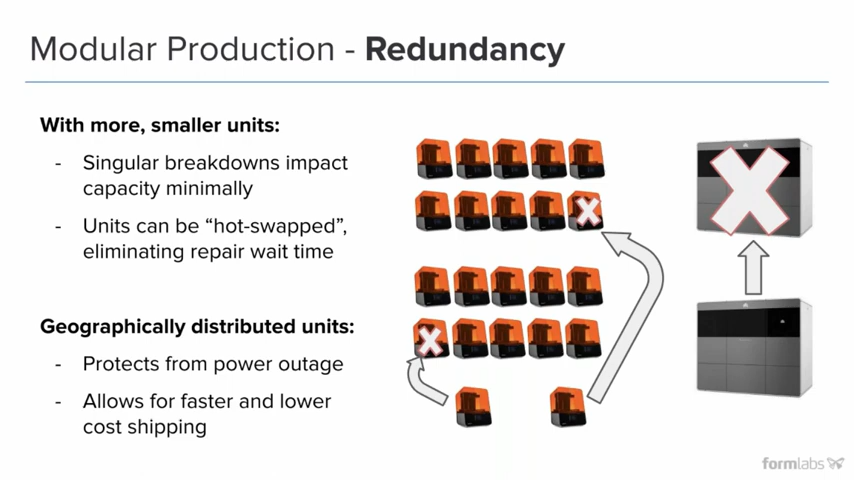 Modular Production - Redundancy
With more, smaller units:
- Singular breakdowns impact
capacity minimally
- Units can be “hot-swapped”,
eliminating repair wait time
Geographically distributed units:
- Protects from power outage
- Allows for faster and lower
cost shipping
formlabs